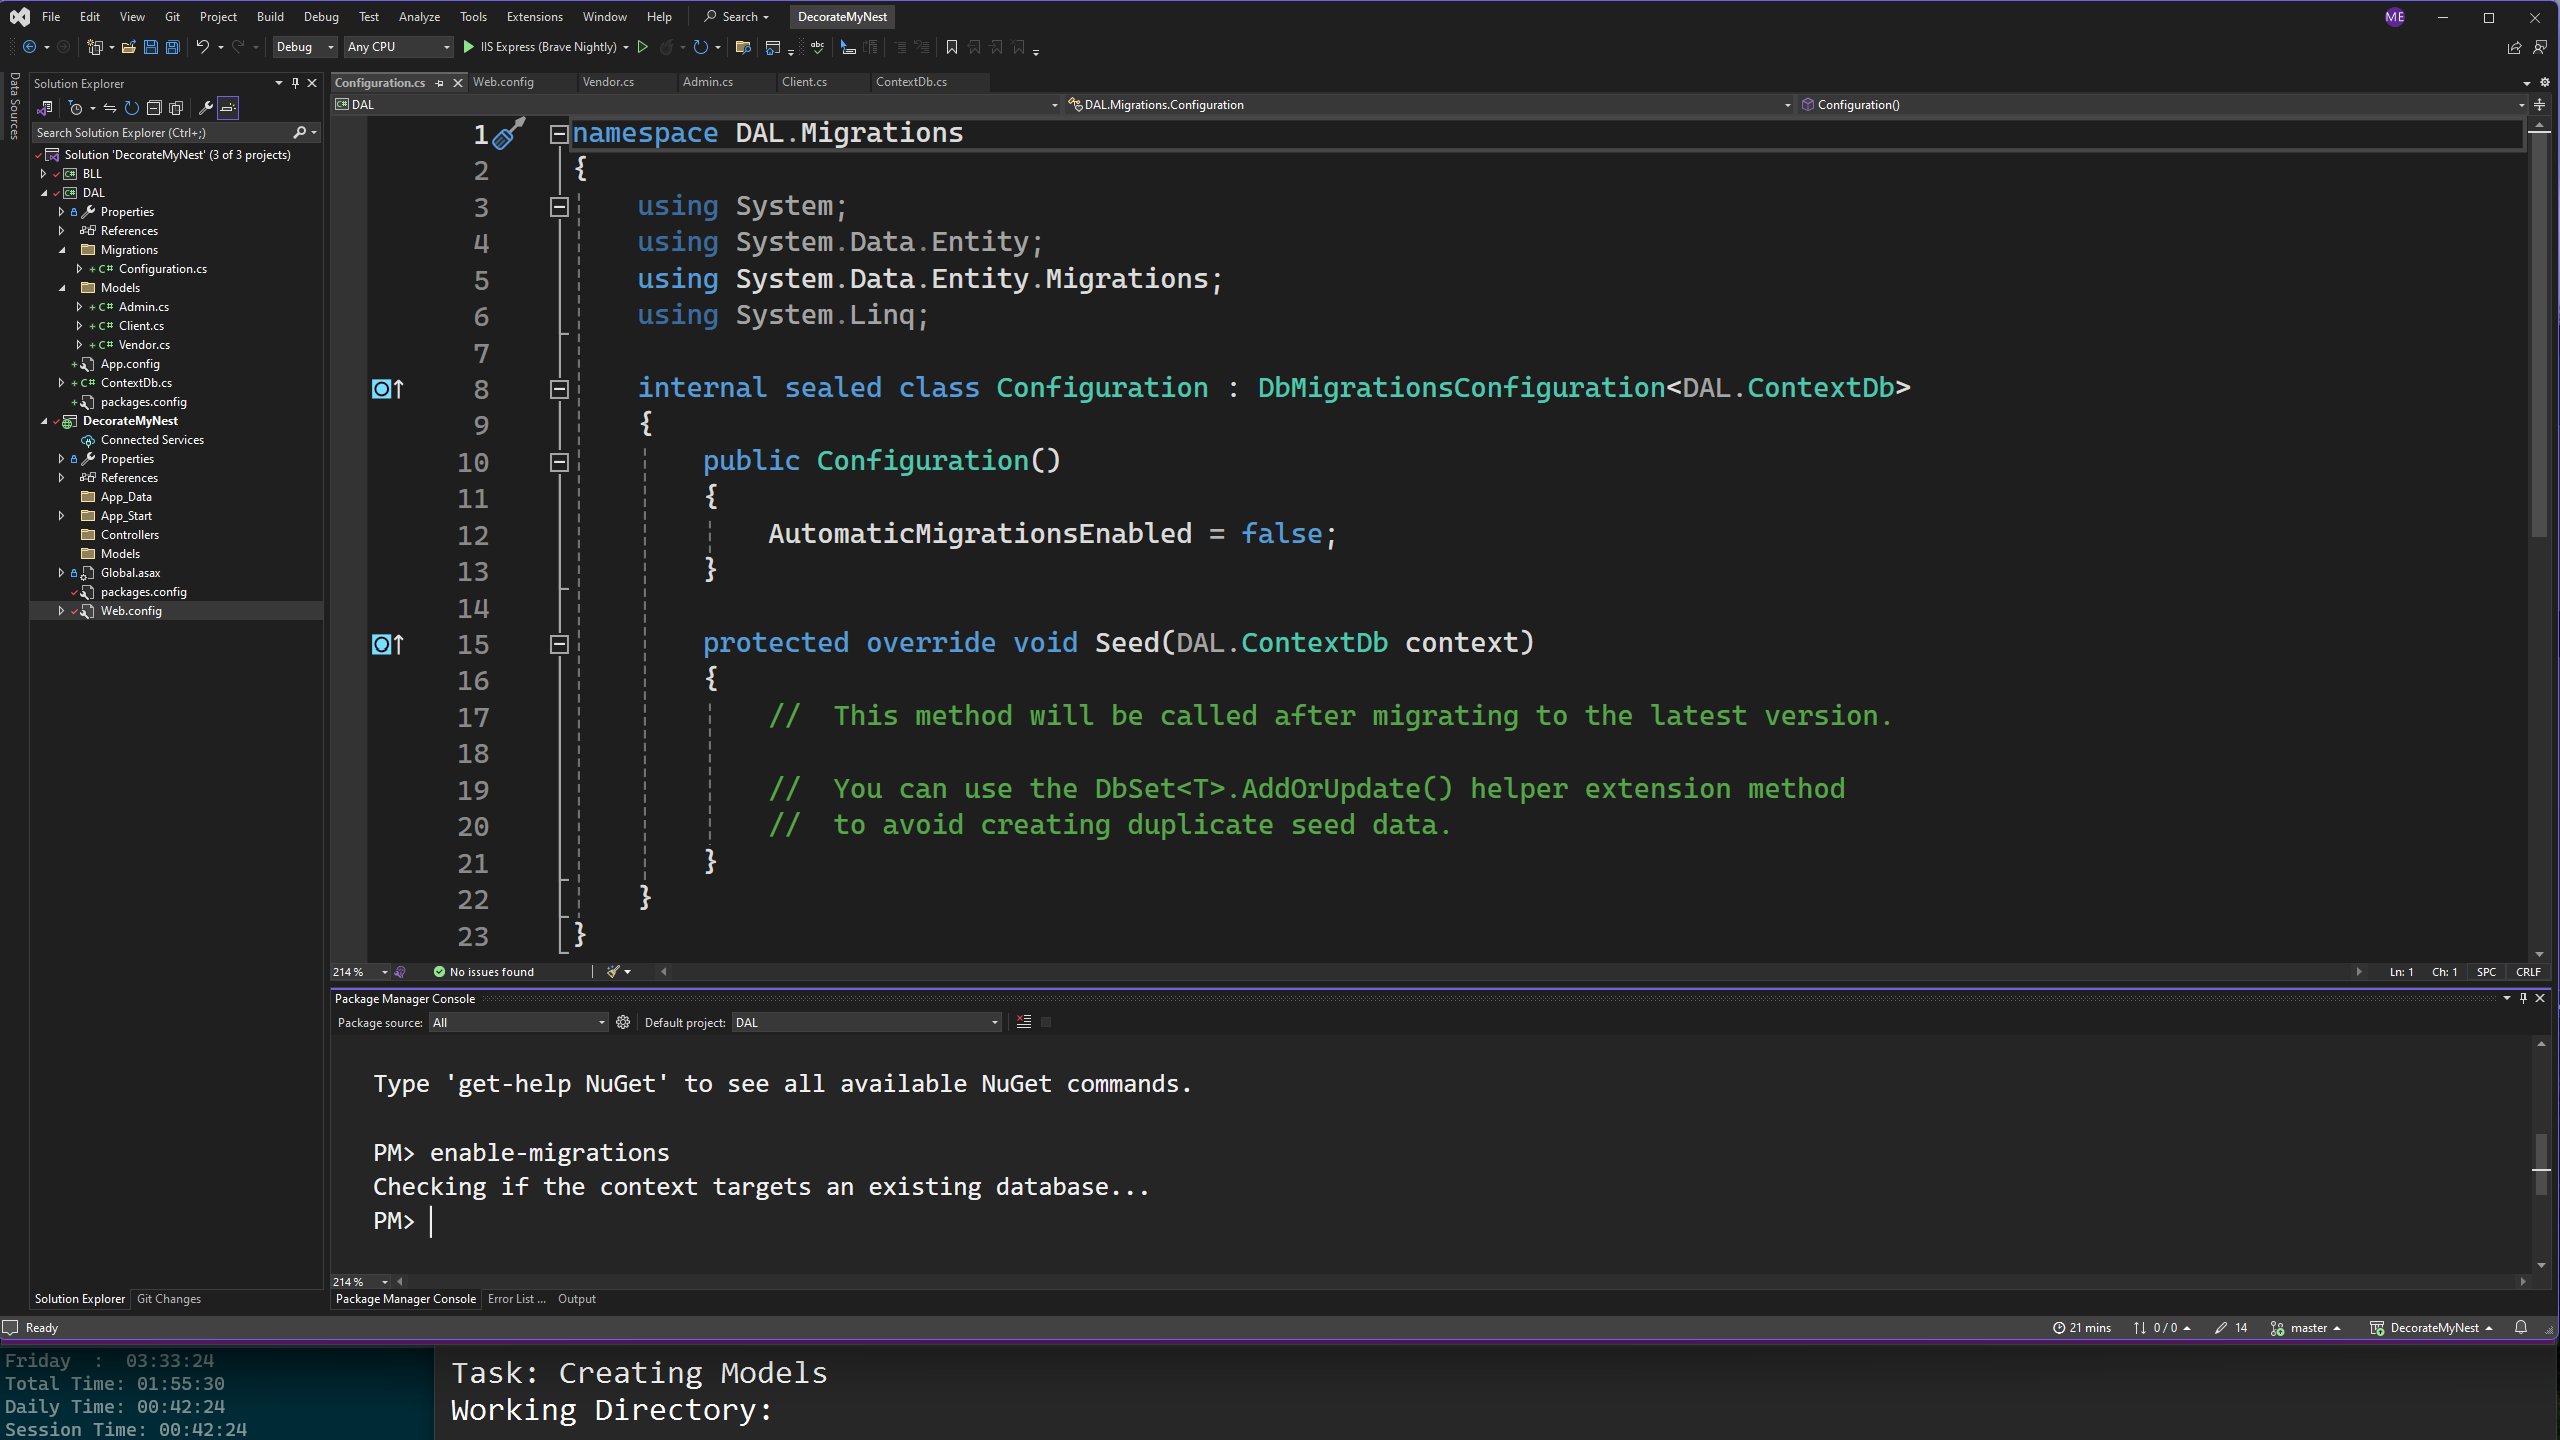 File Edit View Git Project Build Debug Test Analyze Tools Extensions Window Help Search DecorateMyNest ME
Debug Any CPU IIS Express (Brave Nightly)
Data Sources
Solution Explorer
Search Solution Explorer (Ctrl+;)
Solution 'DecorateMyNest' (3 of 3 projects)
BLL
DAL
Properties
References
Migrations
C# Configuration.cs
Models
C# Admin.cs
C# Client.cs
C# Vendor.cs
App.config
C# ContextDb.cs
packages.config
DecorateMyNest
Connected Services
Properties
References
App_Data
App_Start
Controllers
Models
Global.asax
packages.config
Web.config
Solution Explorer Git Changes
Configuration.cs Web.config Vendor.cs Admin.cs Client.cs ContextDb.cs
DAL DAL.Migrations.Configuration Configuration()
1 namespace DAL.Migrations
2 {
3 using System;
4 using System.Data.Entity;
5 using System.Data.Entity.Migrations;
6 using System.Linq;
7
8 internal sealed class Configuration : DbMigrationsConfiguration<DAL.ContextDb>
9 {
10 public Configuration()
11 {
12 AutomaticMigrationsEnabled = false;
13 }
14
15 protected override void Seed(DAL.ContextDb context)
16 {
17 //  This method will be called after migrating to the latest version.
18
19 //  You can use the DbSet<T>.AddOrUpdate() helper extension method
20 //  to avoid creating duplicate seed data.
21 }
22 }
23 }
214 % No issues found Ln: 1 Ch: 1 SPC CRLF
Package Manager Console
Package source: All Default project: DAL
Type 'get-help NuGet' to see all available NuGet commands.
PM> enable-migrations
Checking if the context targets an existing database...
PM>
214 %
Package Manager Console Error List ... Output
Ready 21 mins 0 / 0 14 master DecorateMyNest
Friday  :  03:33:24
Total Time: 01:55:30
Daily Time: 00:42:24
Session Time: 00:42:24
Task: Creating Models
Working Directory: